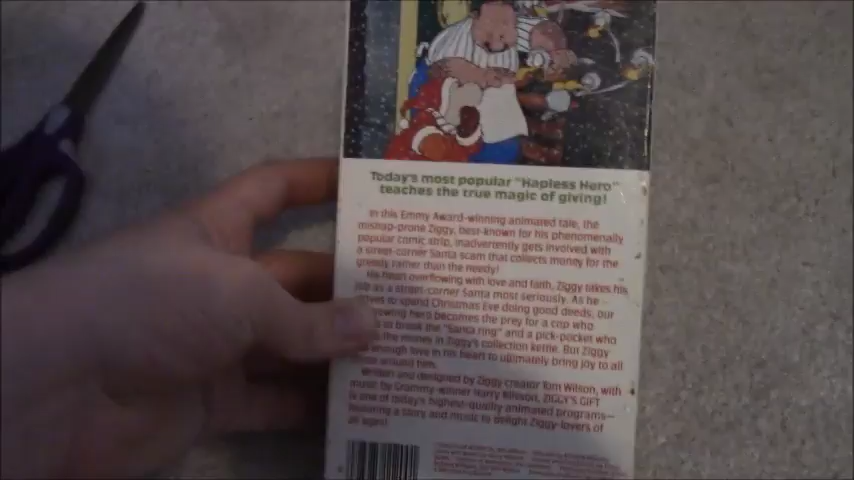 Today's most popular "Hapless Hero"
teaches the true magic of giving!
In this Emmy Award-winning animated tale, the
mishap-prone Ziggy, best-known for his phenomenally
popular comic strip, inadvertently gets involved with
a street-corner Santa scam that collects money for the
greedy rather than the needy!
His heart overflowing with love and faith, Ziggy takes his
job as a street-corner Santa most seriously. As he
to spend Christmas Eve doing good deeds, our
hero becomes the prey for a cop who
to break the "Santa ring" and a pick-pocket who
the money in Ziggy's collection kettle. But Ziggy
enough love in his heart to ultimately bring joy to all
around him.
Written and designed by Ziggy creator Tom Wilson, with
music by Grammy-winner Harry Nilsson, ZIGGY'S GIFT
is one of today's highest-quality animated programs—
featuring a story and music to delight Ziggy-lovers of
all ages!